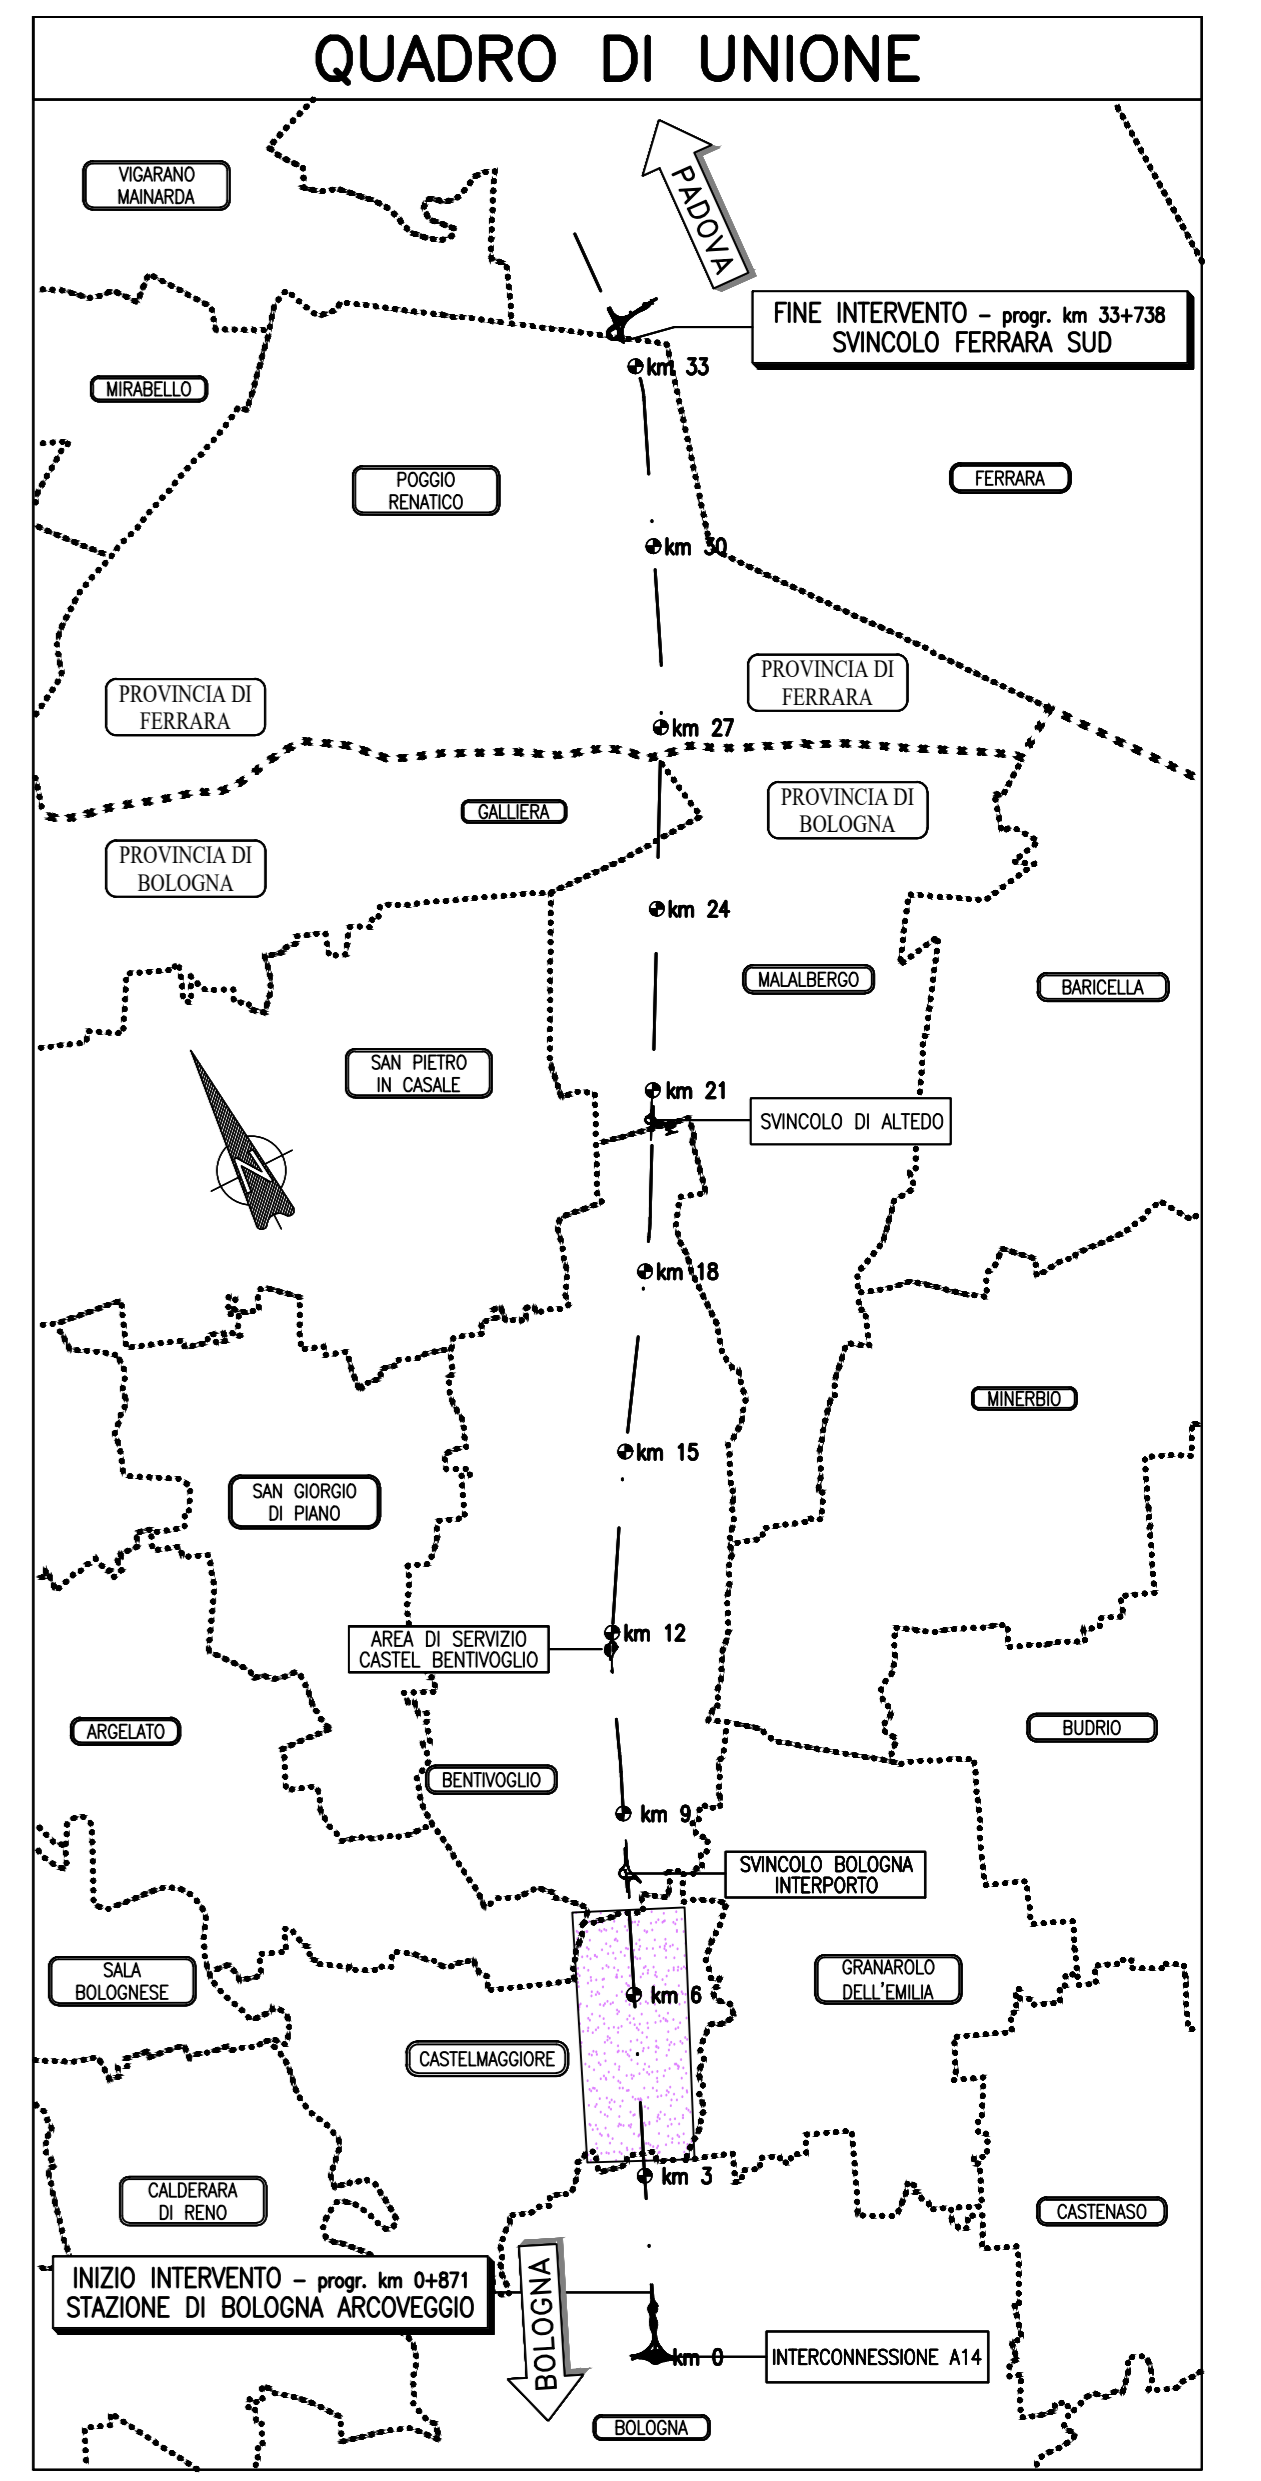 QUADRO DI UNIONE
VIGARANO
MAINARDA
PADOVA
FINE INTERVENTO - progr. km 33+738
SVINCOLO FERRARA SUD
km 33
MIRABELLO
POGGIO
RENATICO
FERRARA
km 30
PROVINCIA DI
FERRARA
PROVINCIA DI
FERRARA
km 27
GALLIERA
PROVINCIA DI
BOLOGNA
PROVINCIA DI
BOLOGNA
km 24
MALALBERGO
BARICELLA
SAN PIETRO
IN CASALE
km 21
SVINCOLO DI ALTEDO
N
km 18
MINERBIO
km 15
SAN GIORGIO
DI PIANO
km 12
AREA DI SERVIZIO
CASTEL BENTIVOGLIO
ARGELATO
BUDRIO
BENTIVOGLIO
km 9
SVINCOLO BOLOGNA
INTERPORTO
SALA
BOLOGNESE
GRANAROLO
DELL'EMILIA
km 6
CASTELMAGGIORE
km 3
CALDERARA
DI RENO
CASTENASO
INIZIO INTERVENTO - progr. km 0+871
STAZIONE DI BOLOGNA ARCOVEGGIO
BOLOGNA
km 0
INTERCONNESSIONE A14
BOLOGNA